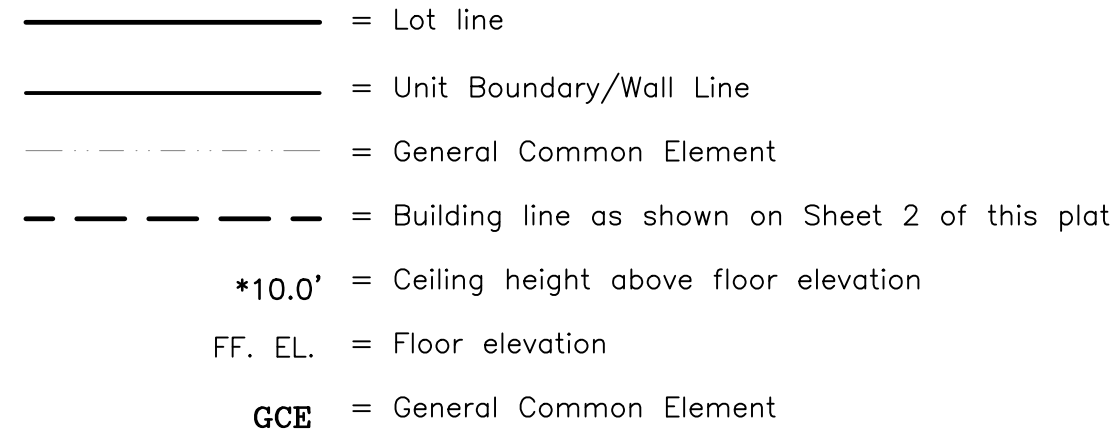 = Lot line
= Unit Boundary/Wall Line
= General Common Element
= Building line as shown on Sheet 2 of this plat
*10.0' = Ceiling height above floor elevation
FF. EL. = Floor elevation
GCE = General Common Element